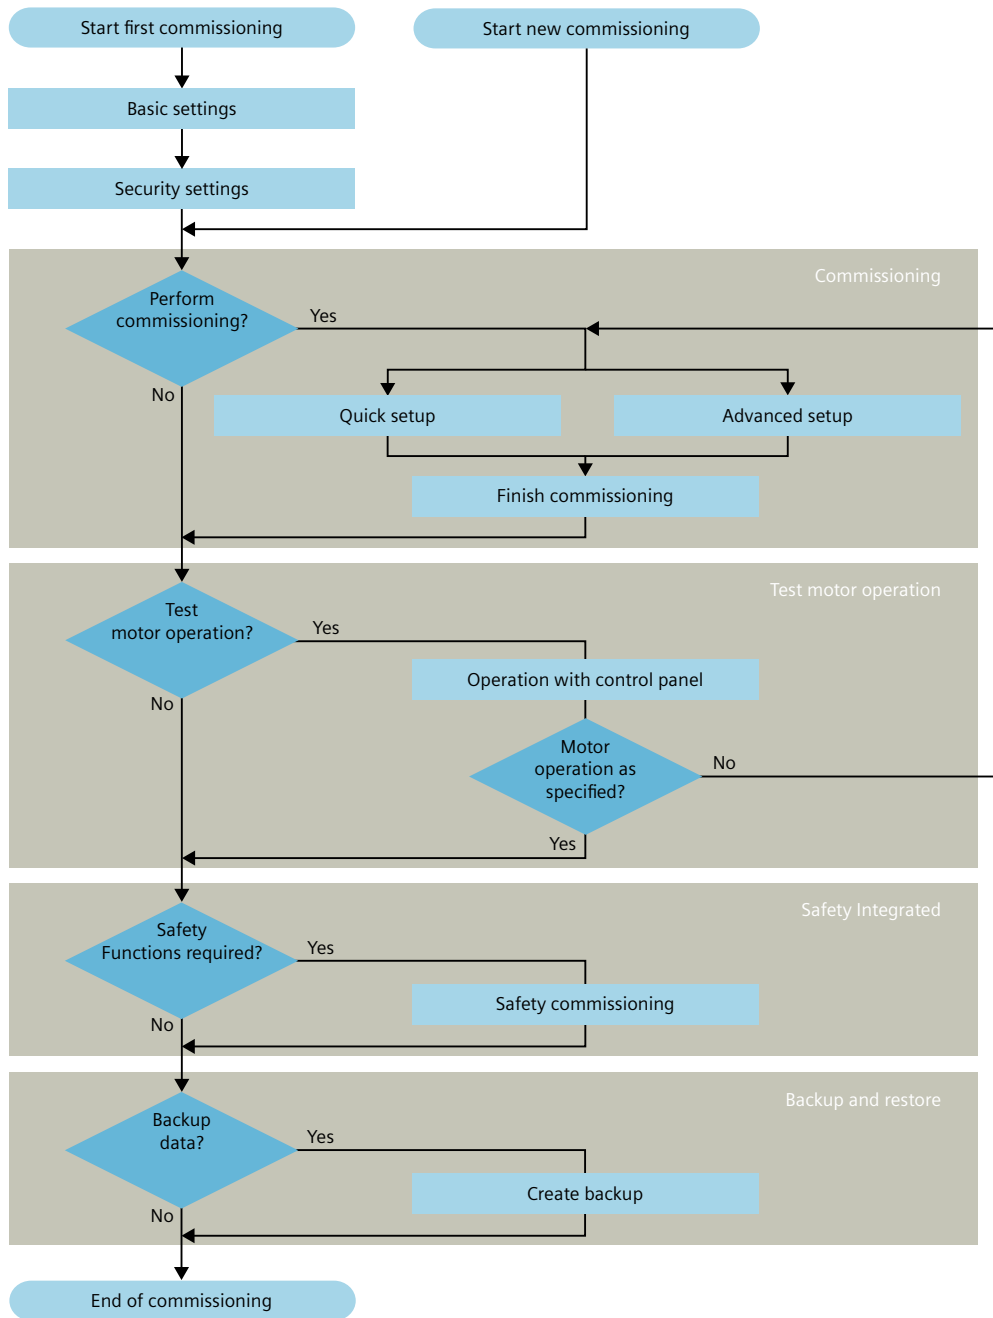 Start first commissioning
Start new commissioning
Basic settings
Security settings
Commissioning
Perform
commissioning?
Yes
No
Quick setup
Advanced setup
Finish commissioning
Test motor operation
Test
motor operation?
Yes
No
Operation with control panel
Motor
operation as
specified?
No
Yes
Safety Integrated
Safety
Functions required?
Yes
No
Safety commissioning
Backup and restore
Backup
data?
Yes
No
Create backup
End of commissioning